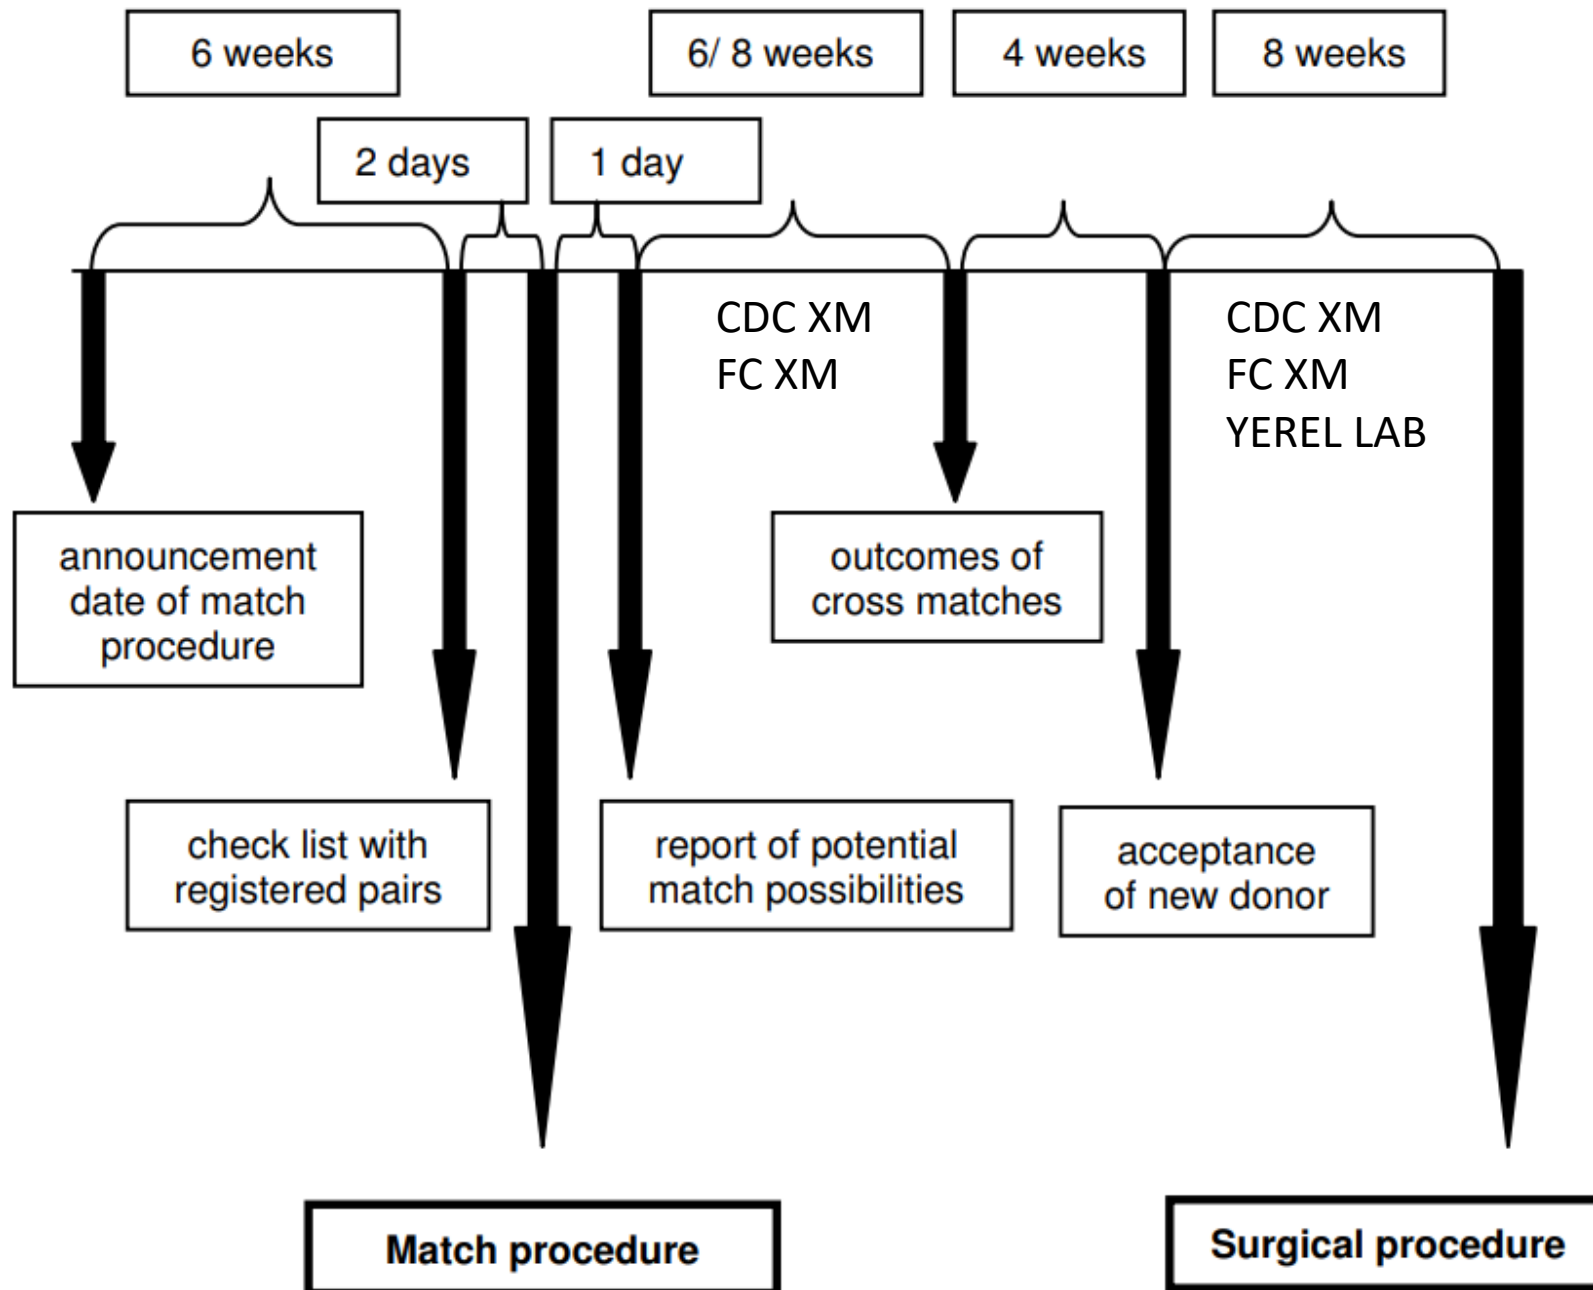 6 weeks
6/ 8 weeks
4 weeks
8 weeks
2 days
1 day
CDC XM
FC XM
CDC XM
FC XM
YEREL LAB
announcement
date of match
procedure
outcomes of
cross matches
check list with
registered pairs
report of potential
match possibilities
acceptance
of new donor
Match procedure
Surgical procedure